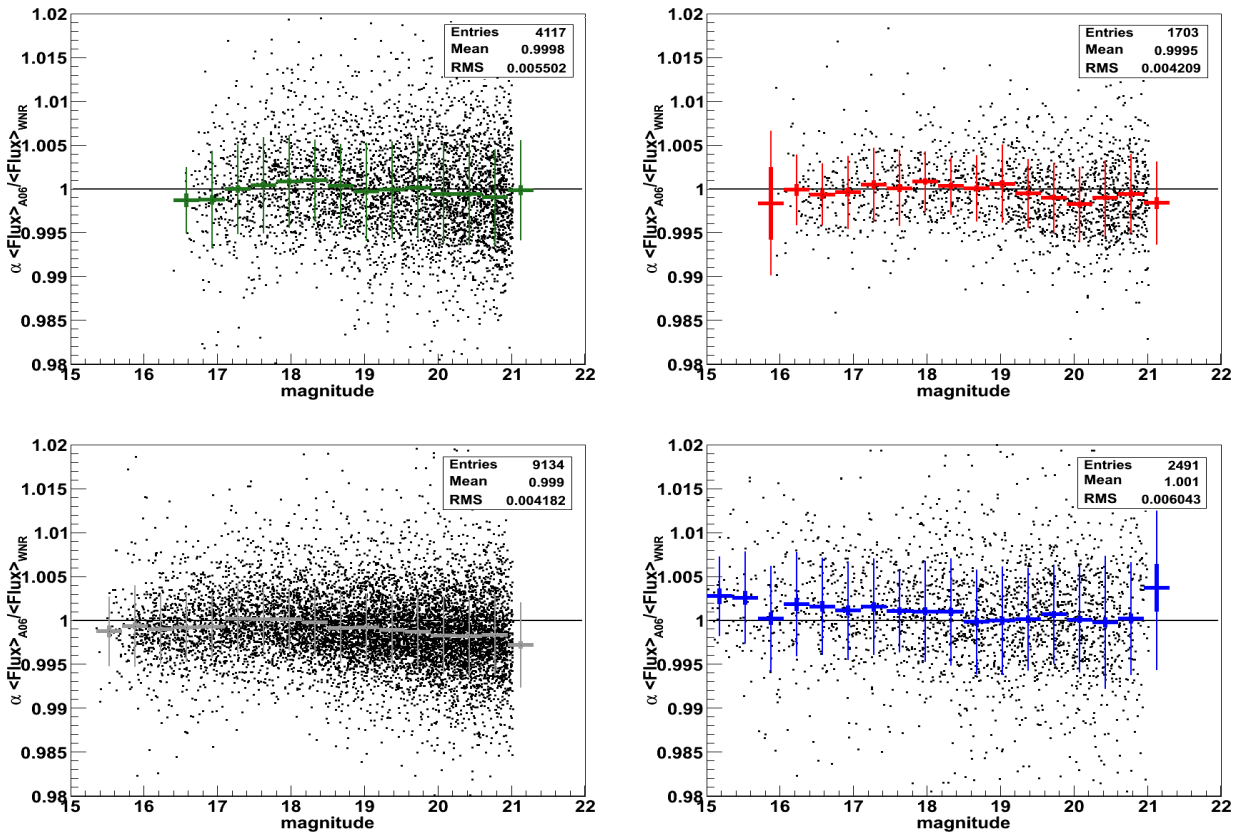 1.02
1.015
1.01
1.005
1
0.995
0.99
0.985
0.98
α <Flux>A06/<Flux>WNR
Entries 4117
Mean 0.9998
RMS 0.005502
15 16 17 18 19 20 21 22
magnitude
1.02
1.015
1.01
1.005
1
0.995
0.99
0.985
0.98
α <Flux>A06/<Flux>WNR
Entries 1703
Mean 0.9995
RMS 0.004209
15 16 17 18 19 20 21 22
magnitude
1.02
1.015
1.01
1.005
1
0.995
0.99
0.985
0.98
α <Flux>A06/<Flux>WNR
Entries 9134
Mean 0.999
RMS 0.004182
15 16 17 18 19 20 21 22
magnitude
1.02
1.015
1.01
1.005
1
0.995
0.99
0.985
0.98
α <Flux>A06/<Flux>WNR
Entries 2491
Mean 1.001
RMS 0.006043
15 16 17 18 19 20 21 22
magnitude